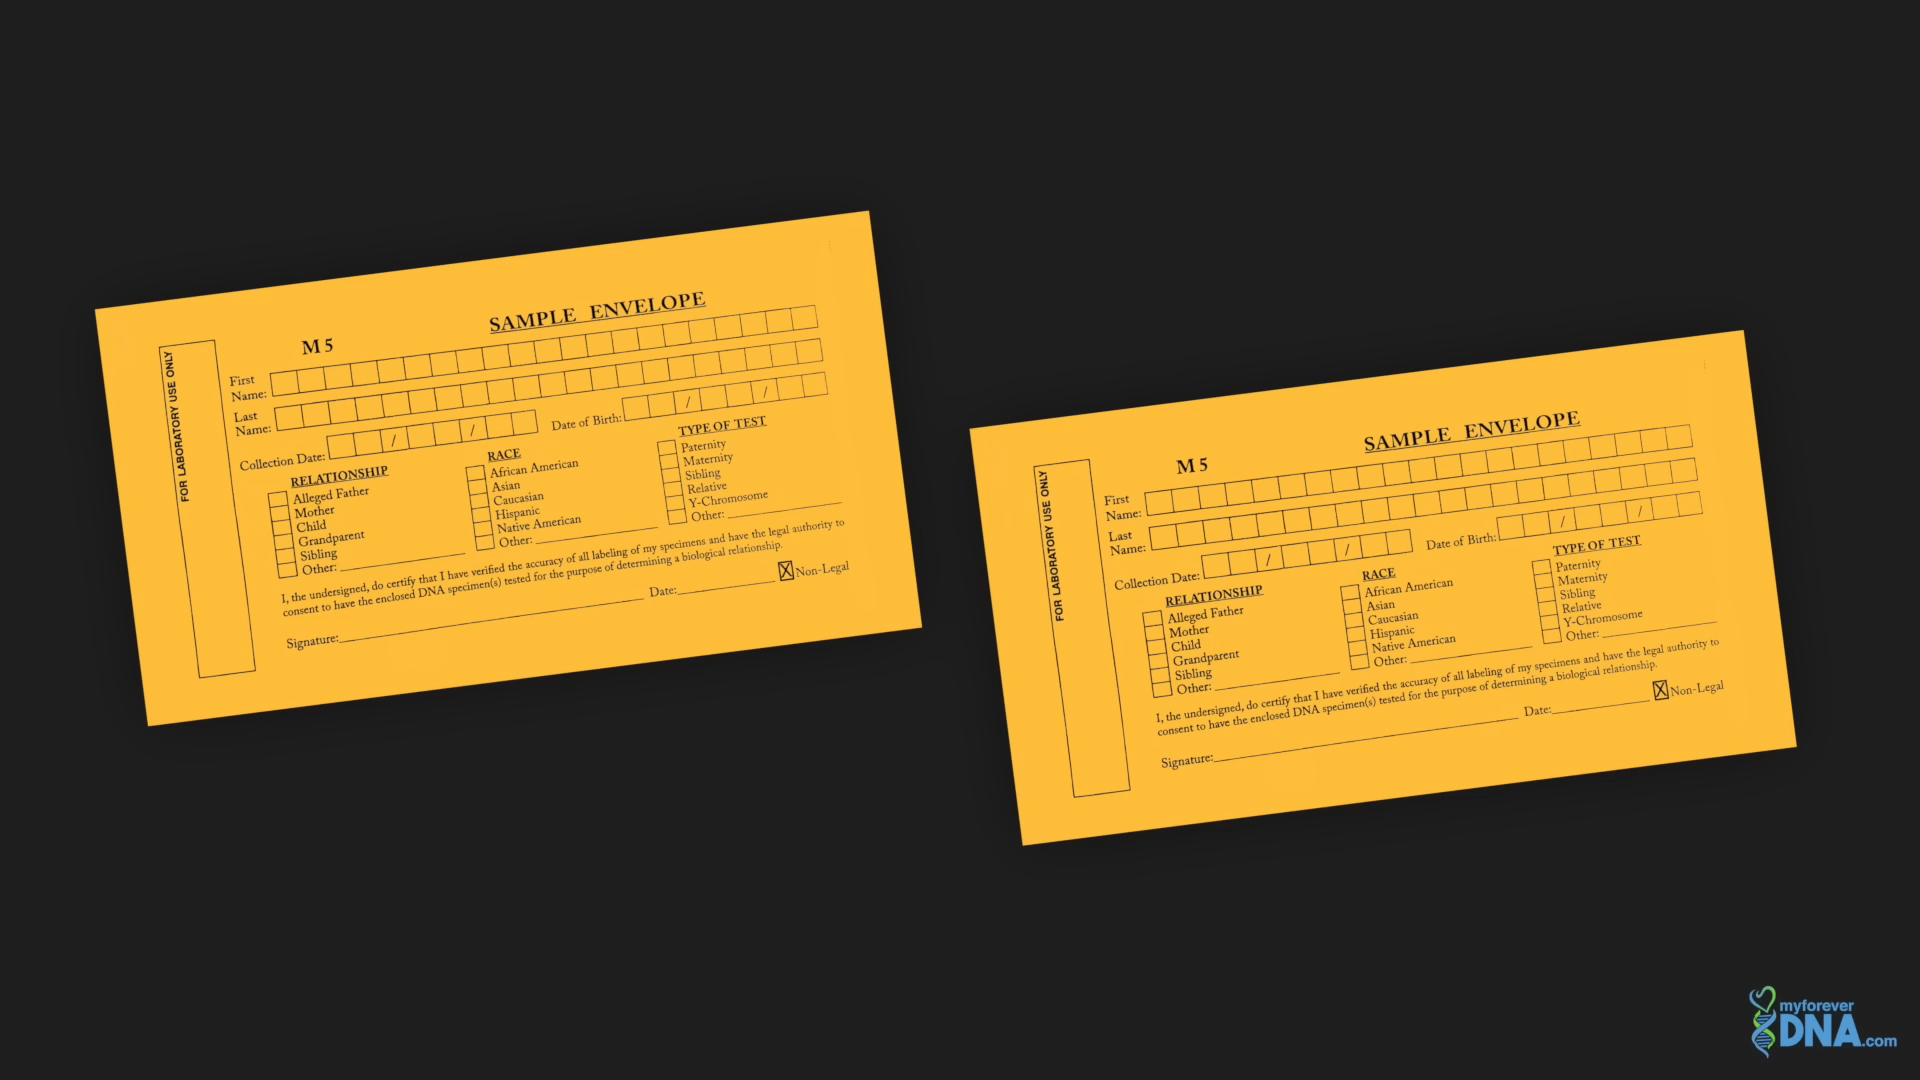 SAMPLE ENVELOPE
M 5
FOR LABORATORY USE ONLY
First
Name:
Last
Name:
Collection Date: / /
Date of Birth: / /
RELATIONSHIP
Alleged Father
Mother
Child
Grandparent
Sibling
Other:
RACE
African American
Asian
Caucasian
Hispanic
Native American
Other:
TYPE OF TEST
Paternity
Maternity
Sibling
Relative
Y-Chromosome
Other:
I, the undersigned, do certify that I have verified the accuracy of all labeling of my specimens and have the legal authority to
consent to have the enclosed DNA specimen(s) tested for the purpose of determining a biological relationship.
Signature:
Date:
Non-Legal
SAMPLE ENVELOPE
M 5
FOR LABORATORY USE ONLY
First
Name:
Last
Name:
Collection Date: / /
Date of Birth: / /
RELATIONSHIP
Alleged Father
Mother
Child
Grandparent
Sibling
Other:
RACE
African American
Asian
Caucasian
Hispanic
Native American
Other:
TYPE OF TEST
Paternity
Maternity
Sibling
Relative
Y-Chromosome
Other:
I, the undersigned, do certify that I have verified the accuracy of all labeling of my specimens and have the legal authority to
consent to have the enclosed DNA specimen(s) tested for the purpose of determining a biological relationship.
Signature:
Date:
Non-Legal
myforever
DNA.com